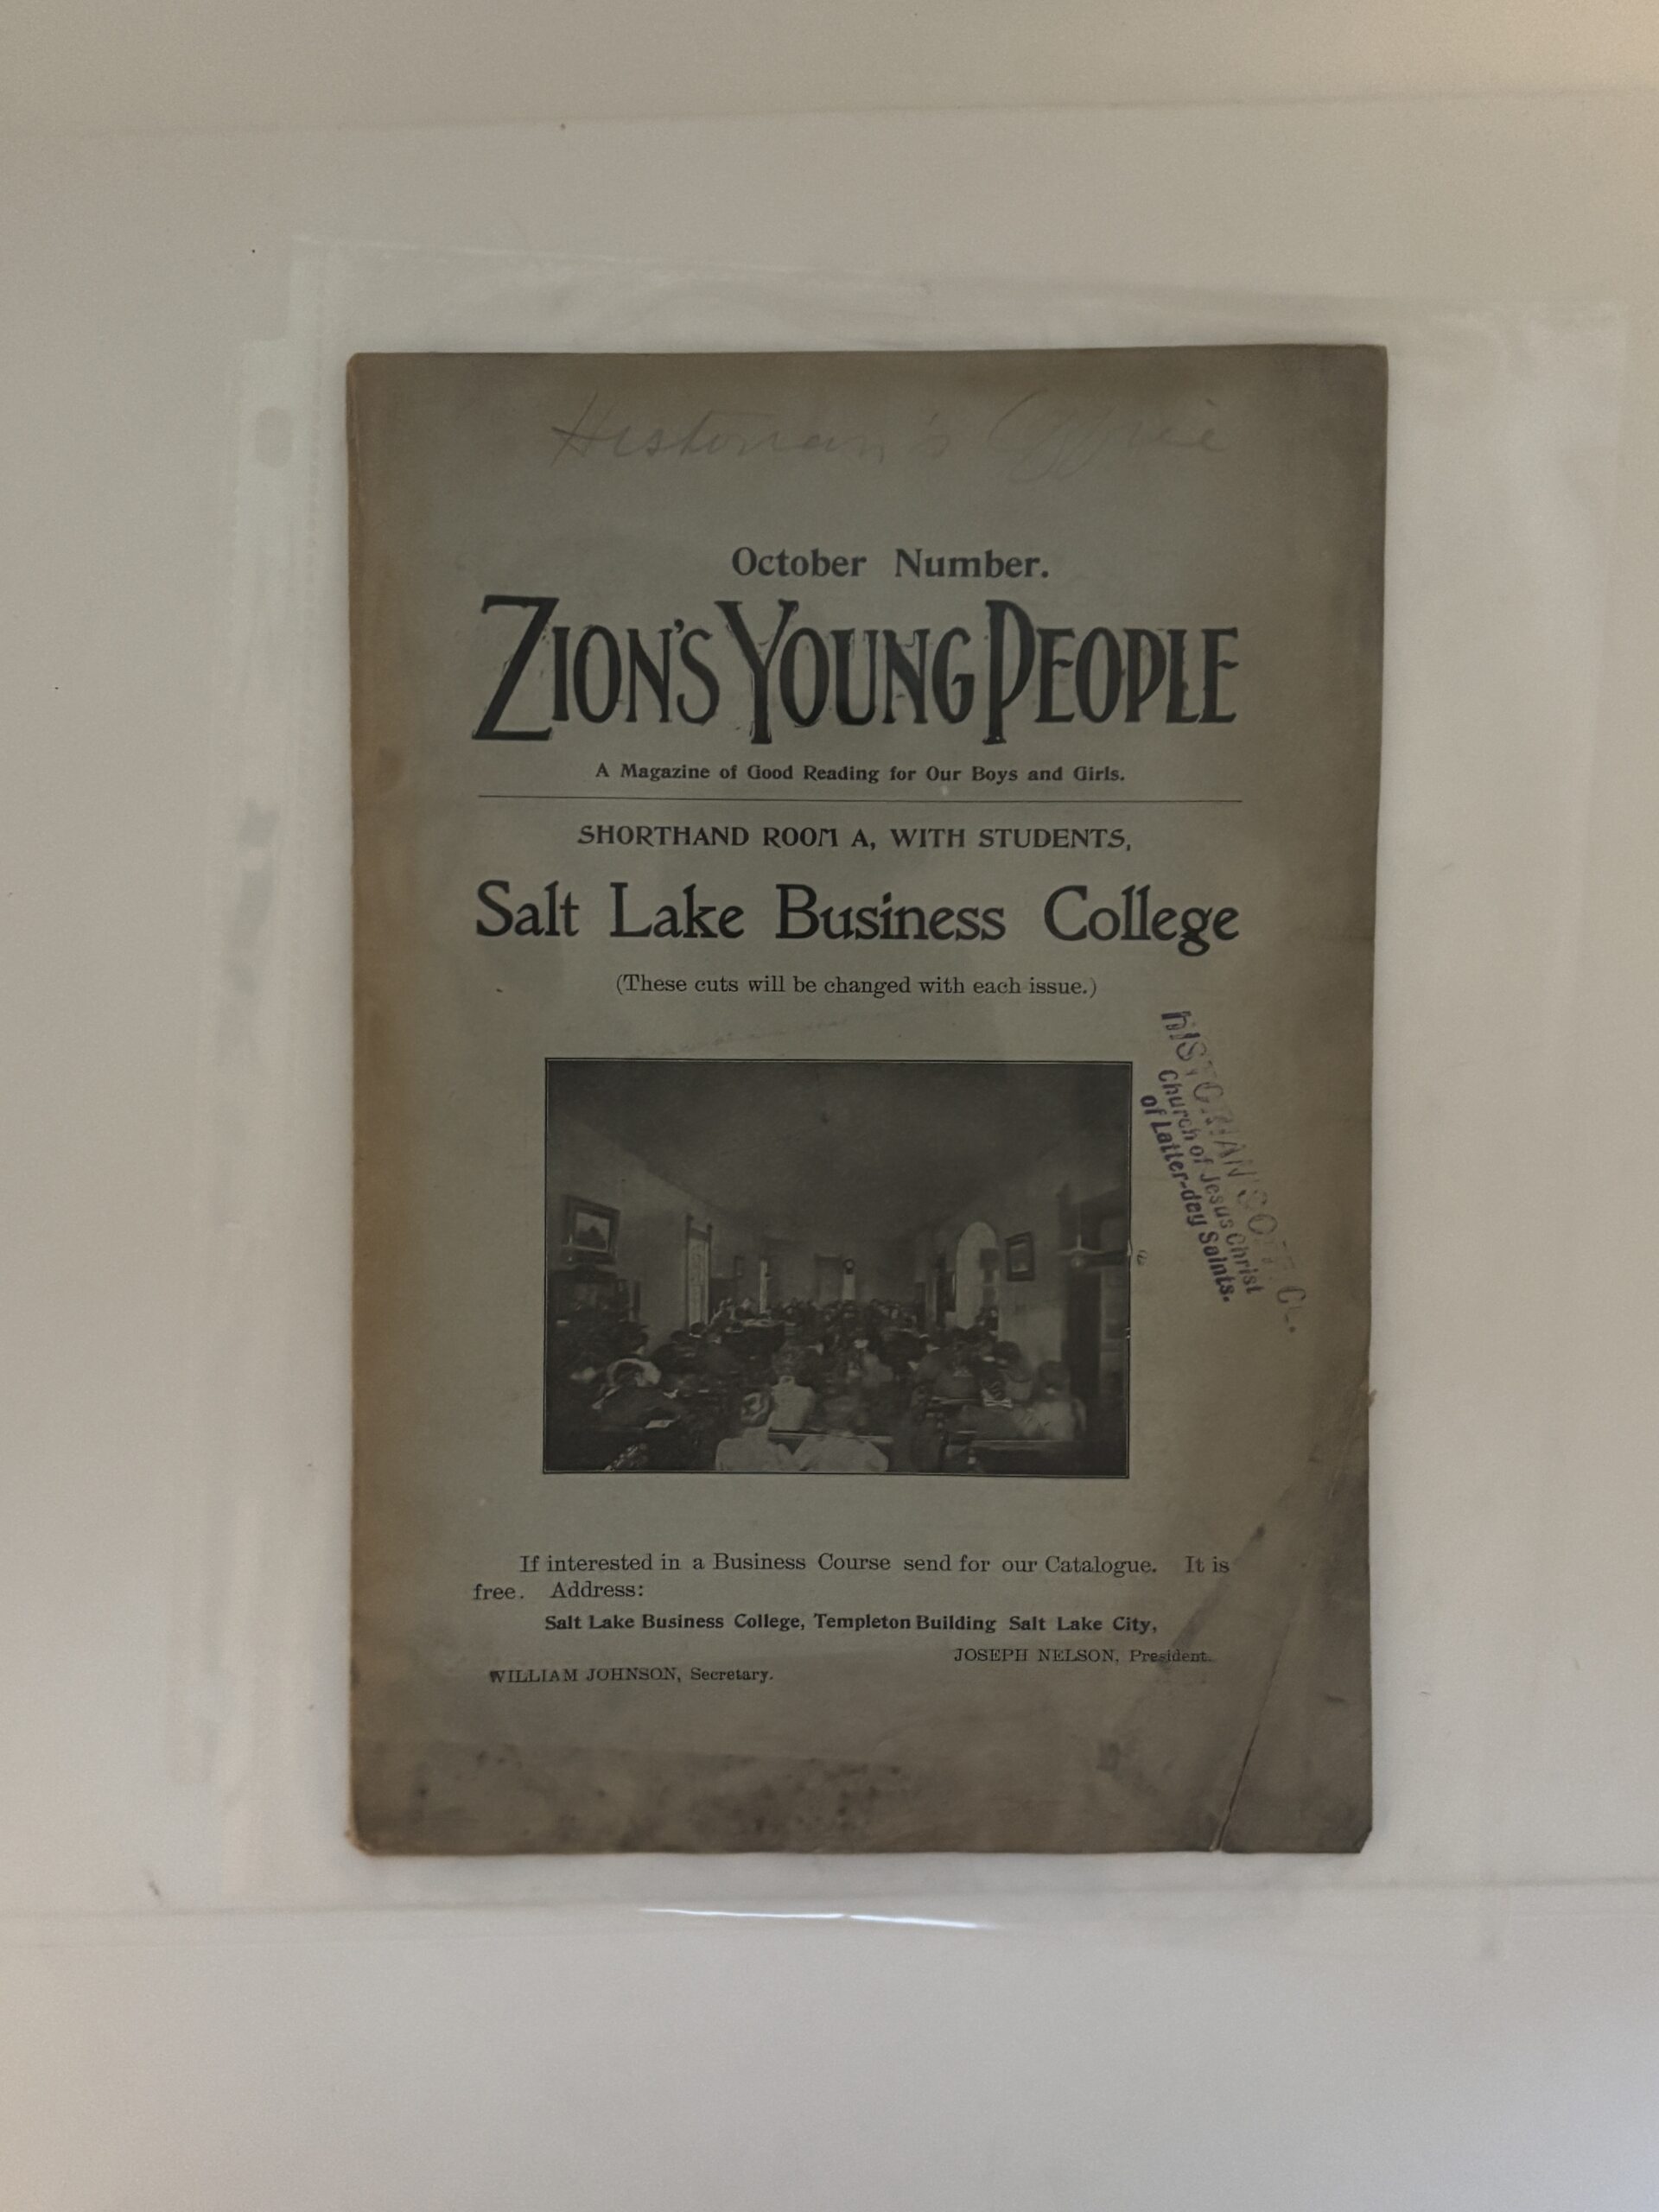 Historian's Office
October Number.
ZION'S YOUNG PEOPLE
A Magazine of Good Reading for Our Boys and Girls.
SHORTHAND ROOM A, WITH STUDENTS,
Salt Lake Business College
(These cuts will be changed with each issue.)
HISTORIAN'S OFFICE.
Church of Jesus Christ
of Latter-day Saints.
If interested in a Business Course send for our Catalogue. It is
free. Address:
Salt Lake Business College, Templeton Building Salt Lake City,
JOSEPH NELSON, President.
WILLIAM JOHNSON, Secretary.